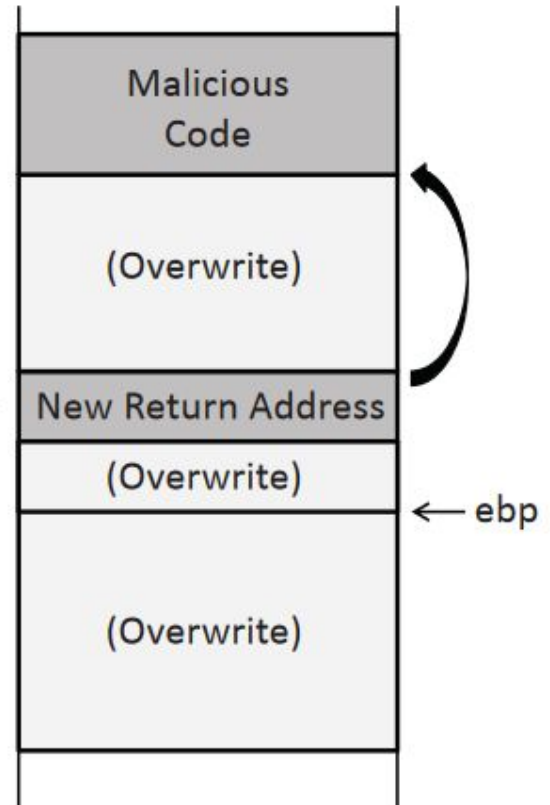 Malicious
Code
(Overwrite)
New Return Address
(Overwrite)
ebp
(Overwrite)